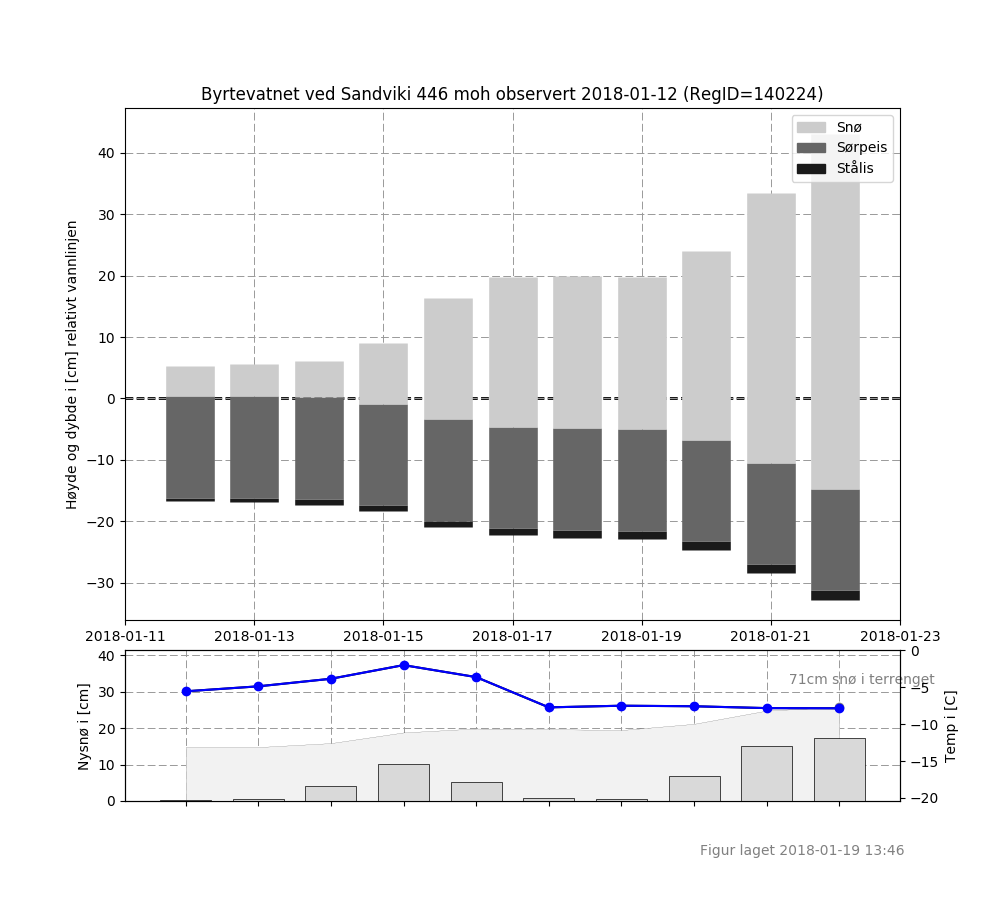 Byrtevatnet ved Sandviki 446 moh observert 2018-01-12 (RegID=140224)
Snø
Sørpeis
Stålis
Høyde og dybde i [cm] relativt vannlinjen
40
30
20
10
0
−10
−20
−30
2018-01-11 2018-01-13 2018-01-15 2018-01-17 2018-01-19 2018-01-21 2018-01-23
Nysnø i [cm]
40
30
20
10
0
71cm snø i terrenget
0
−5
−10
−15
−20
Temp i [C]
Figur laget 2018-01-19 13:46